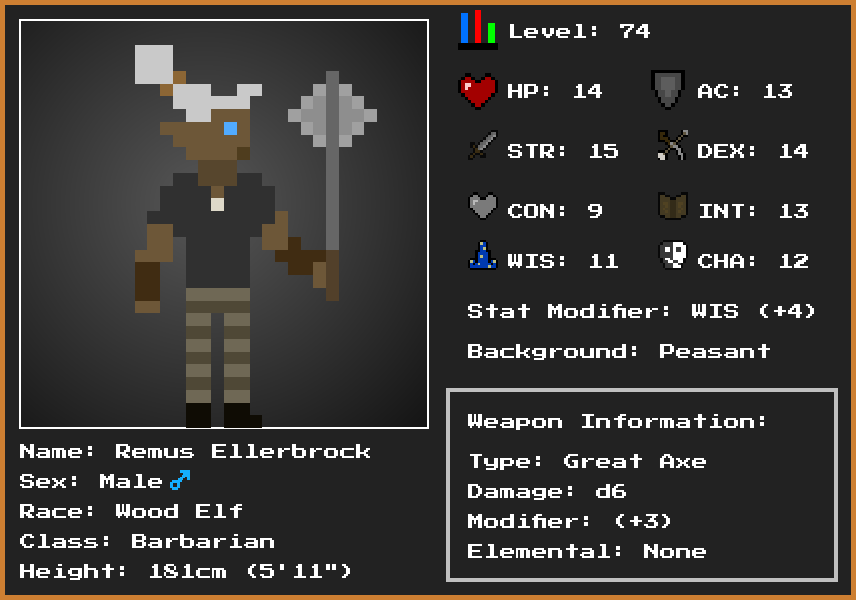 Level: 74
HP: 14
AC: 13
STR: 15
DEX: 14
CON: 9
INT: 13
WIS: 11
CHA: 12
Stat Modifier: WIS (+4)
Background: Peasant
Weapon Information:
Type: Great Axe
Damage: d6
Modifier: (+3)
Elemental: None
Name: Remus Ellerbrock
Sex: Male ♂
Race: Wood Elf
Class: Barbarian
Height: 181cm (5'11")